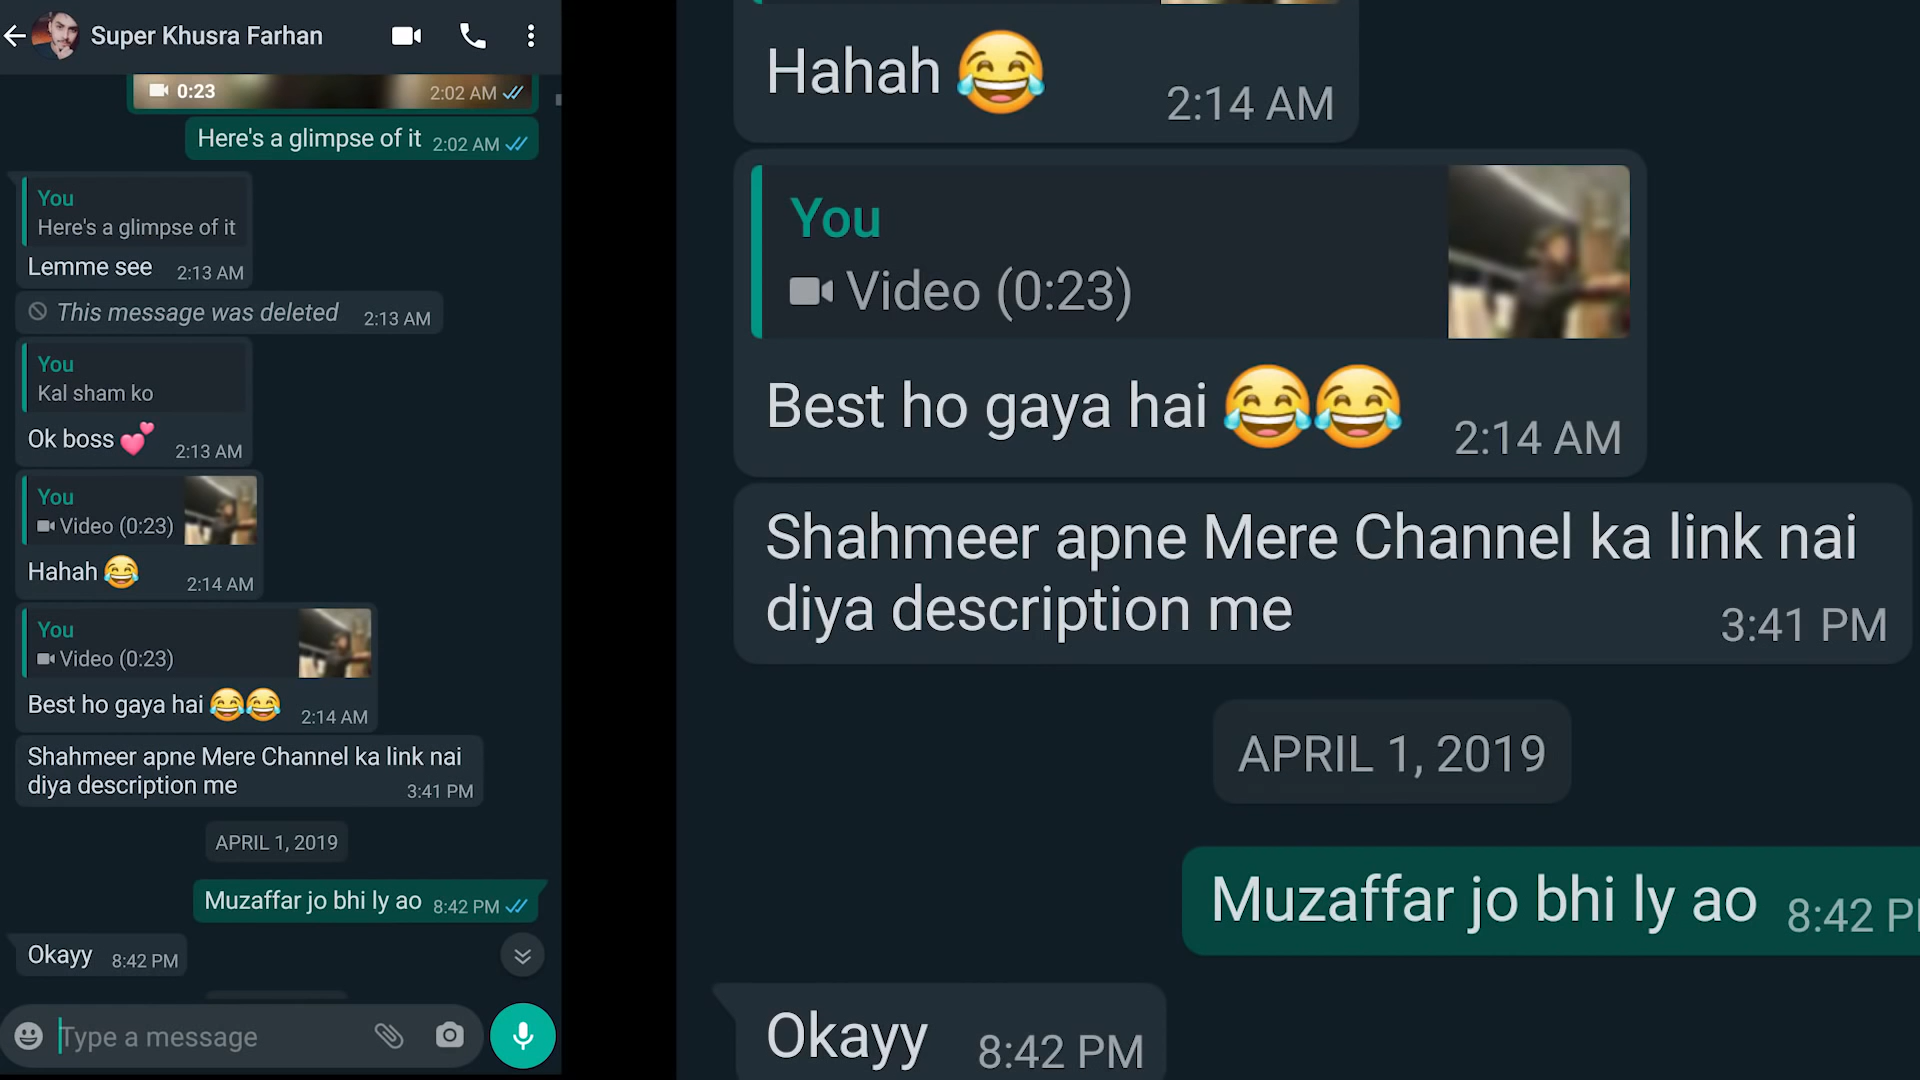 Super Khusra Farhan
0:23
2:02 AM
Here's a glimpse of it 2:02 AM
You
Here's a glimpse of it
Lemme see 2:13 AM
This message was deleted 2:13 AM
You
Kal sham ko
Ok boss 💕 2:13 AM
You
Video (0:23)
Hahah 😂 2:14 AM
You
Video (0:23)
Best ho gaya hai 😂😂 2:14 AM
Shahmeer apne Mere Channel ka link nai
diya description me 3:41 PM
APRIL 1, 2019
Muzaffar jo bhi ly ao 8:42 PM
Okayy 8:42 PM
Type a message
Hahah 😂 2:14 AM
You
Video (0:23)
Best ho gaya hai 😂😂 2:14 AM
Shahmeer apne Mere Channel ka link nai
diya description me 3:41 PM
APRIL 1, 2019
Muzaffar jo bhi ly ao 8:42 P
Okayy 8:42 PM